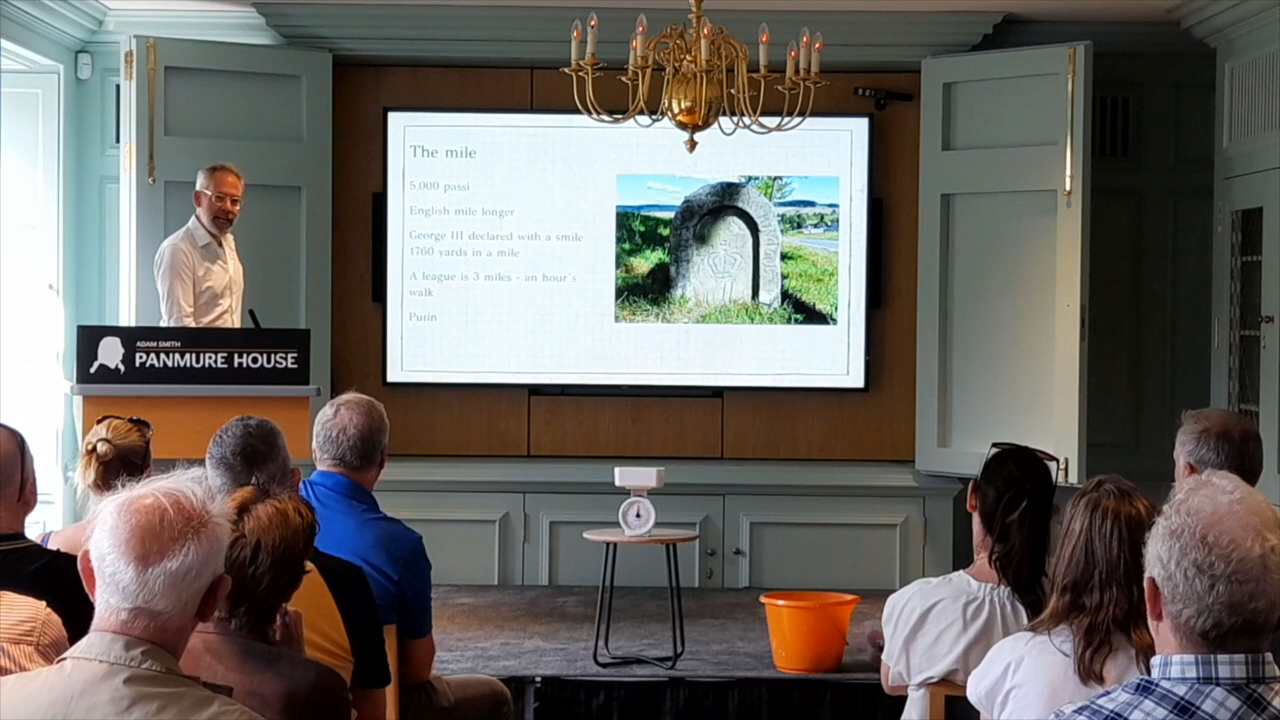 The mile
5,000 passi
English mile longer
George III declared with a smile
1760 yards in a mile
A league is 3 miles - an hour's
walk
Putin
ADAM SMITH
PANMURE HOUSE